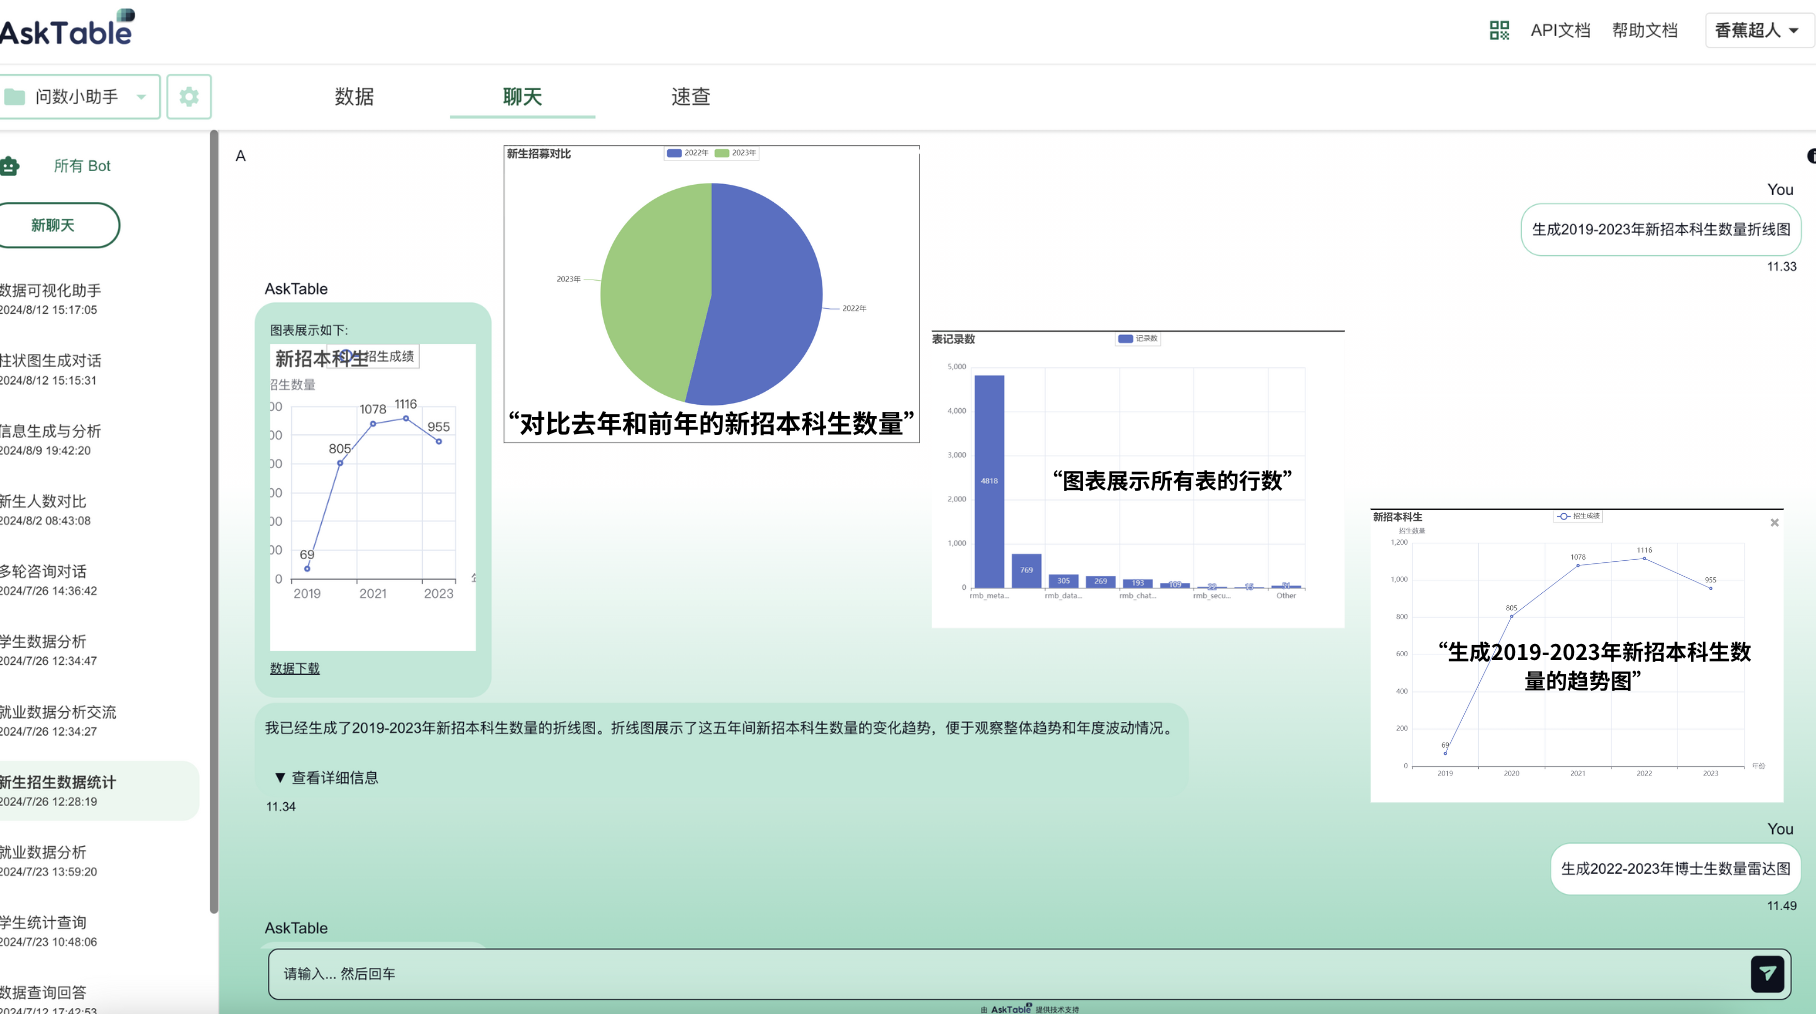 AskTable
API文档
帮助文档
香蕉超人
问数小助手
数据
聊天
速查
所有 Bot
新聊天
数据可视化助手
2024/8/12 15:17:05
柱状图生成对话
2024/8/12 15:15:31
信息生成与分析
2024/8/9 19:42:20
新生人数对比
2024/8/2 08:43:08
多轮咨询对话
2024/7/26 14:36:42
学生数据分析
2024/7/26 12:34:47
就业数据分析交流
2024/7/26 12:34:27
新生招生数据统计
2024/7/26 12:28:19
就业数据分析
2024/7/23 13:59:20
学生统计查询
2024/7/23 10:48:06
数据查询回答
2024/7/12 17:42:53
A
You
生成2019-2023年新招本科生数量折线图
11.33
AskTable
图表展示如下:
新招本科生
招生成绩
招生数量
00
00
00
00
00
00
0
69
805
1078
1116
955
2019
2021
2023
数据下载
新生招募对比
2022年
2023年
2023年
2022年
“对比去年和前年的新招本科生数量”
表记录数
记录数
5,000
4,000
3,000
2,000
1,000
0
4818
769
305
269
193
109
rmb_meta...
rmb_data...
rmb_chat...
rmb_secu...
Other
“图表展示所有表的行数”
新招本科生
招生成绩
招生数量
1,200
1,000
800
600
400
200
0
69
805
1078
1116
955
2019
2020
2021
2022
2023
年份
“生成2019-2023年新招本科生数
量的趋势图”
我已经生成了2019-2023年新招本科生数量的折线图。折线图展示了这五年间新招本科生数量的变化趋势，便于观察整体趋势和年度波动情况。
▼ 查看详细信息
11.34
You
生成2022-2023年博士生数量雷达图
11.49
AskTable
请输入... 然后回车
由 AskTable 提供技术支持